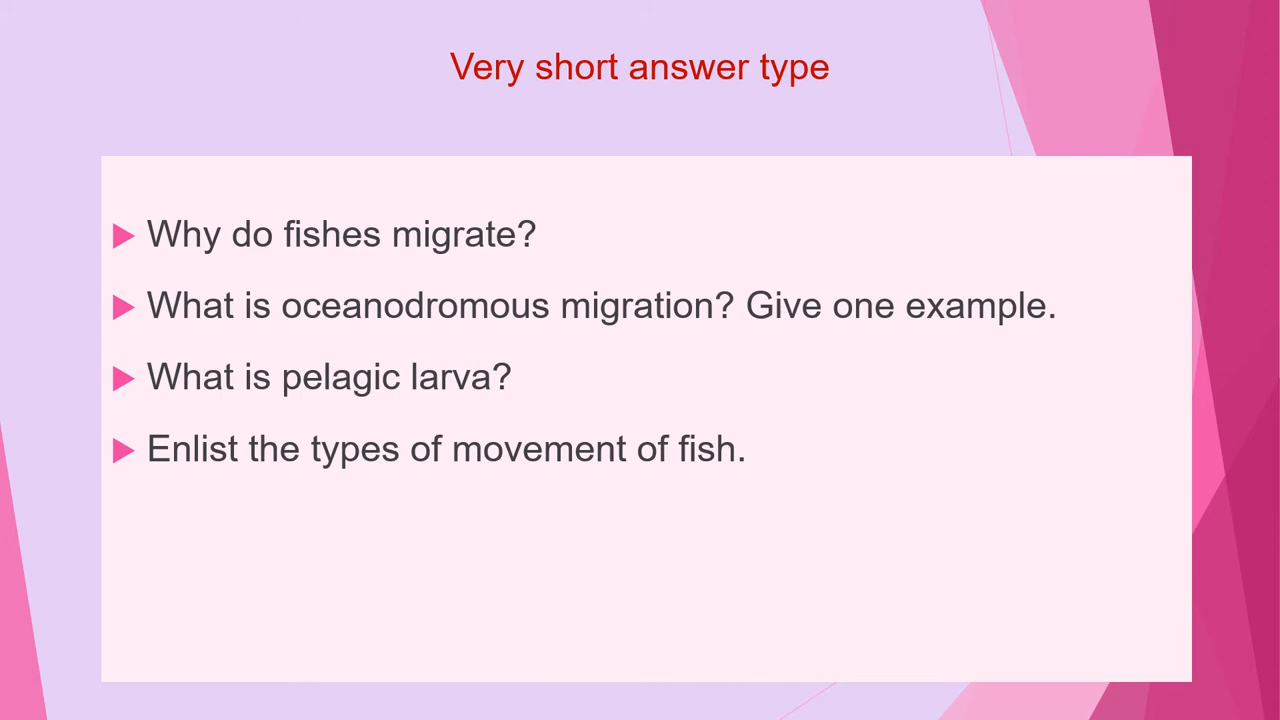 Very short answer type
Why do fishes migrate?
What is oceanodromous migration? Give one example.
What is pelagic larva?
Enlist the types of movement of fish.